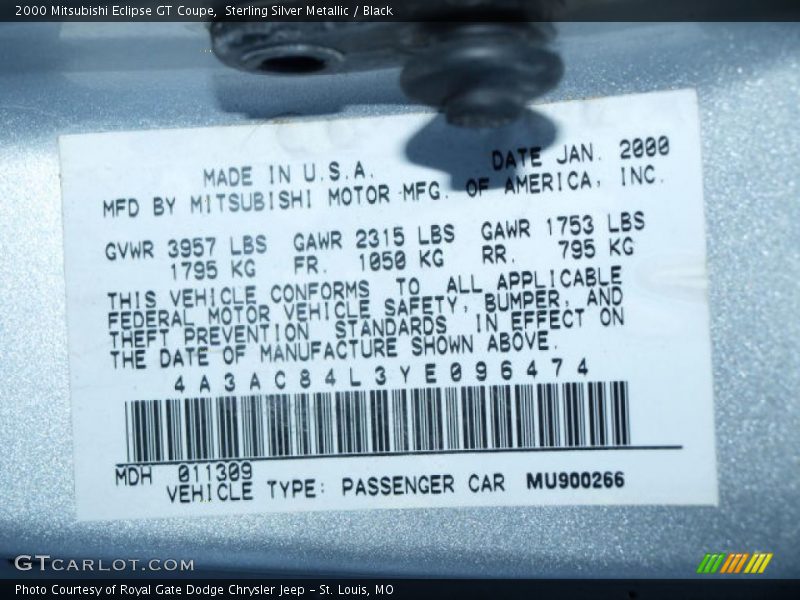 2000 Mitsubishi Eclipse GT Coupe,  Sterling Silver Metallic / Black
MADE IN U.S.A. DATE JAN. 2000
MFD BY MITSUBISHI MOTOR MFG. OF AMERICA, INC.
GVWR 3957 LBS GAWR 2315 LBS GAWR 1753 LBS
1795 KG FR. 1050 KG RR. 795 KG
THIS VEHICLE CONFORMS TO ALL APPLICABLE
FEDERAL MOTOR VEHICLE SAFETY, BUMPER, AND
THEFT PREVENTION STANDARDS IN EFFECT ON
THE DATE OF MANUFACTURE SHOWN ABOVE.
4A3AC84L3YE096474
MDH 011309
VEHICLE TYPE: PASSENGER CAR MU900266
GTCARLOT.COM
Photo Courtesy of Royal Gate Dodge Chrysler Jeep – St. Louis, MO